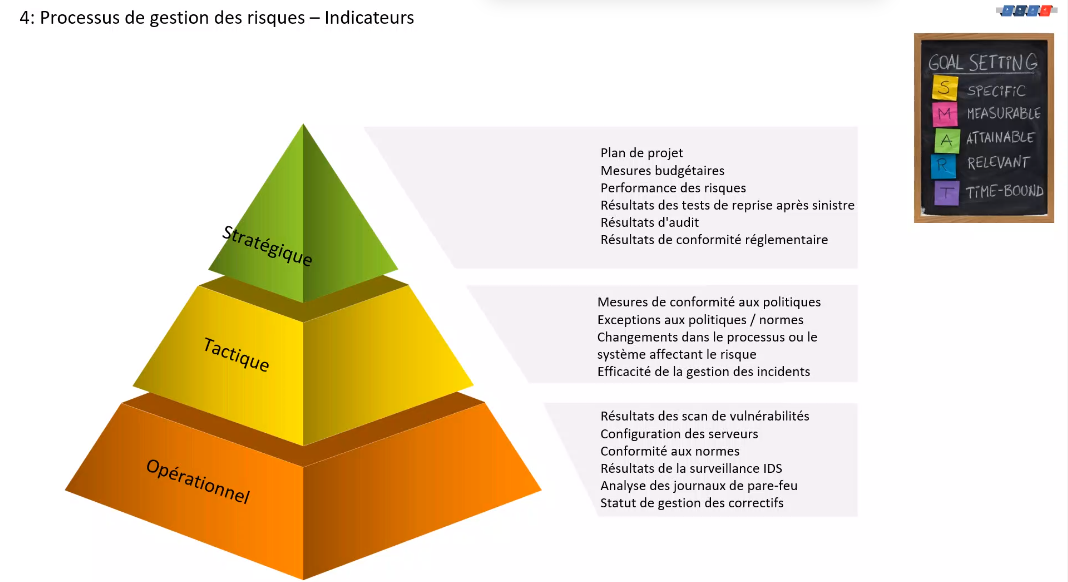 4: Processus de gestion des risques – Indicateurs
GOAL SETTING
S SPECIFIC
M MEASURABLE
A ATTAINABLE
R RELEVANT
T TIME-BOUND
Stratégique
Plan de projet
Mesures budgétaires
Performance des risques
Résultats des tests de reprise après sinistre
Résultats d'audit
Résultats de conformité réglementaire
Tactique
Mesures de conformité aux politiques
Exceptions aux politiques / normes
Changements dans le processus ou le
système affectant le risque
Efficacité de la gestion des incidents
Opérationnel
Résultats des scan de vulnérabilités
Configuration des serveurs
Conformité aux normes
Résultats de la surveillance IDS
Analyse des journaux de pare-feu
Statut de gestion des correctifs